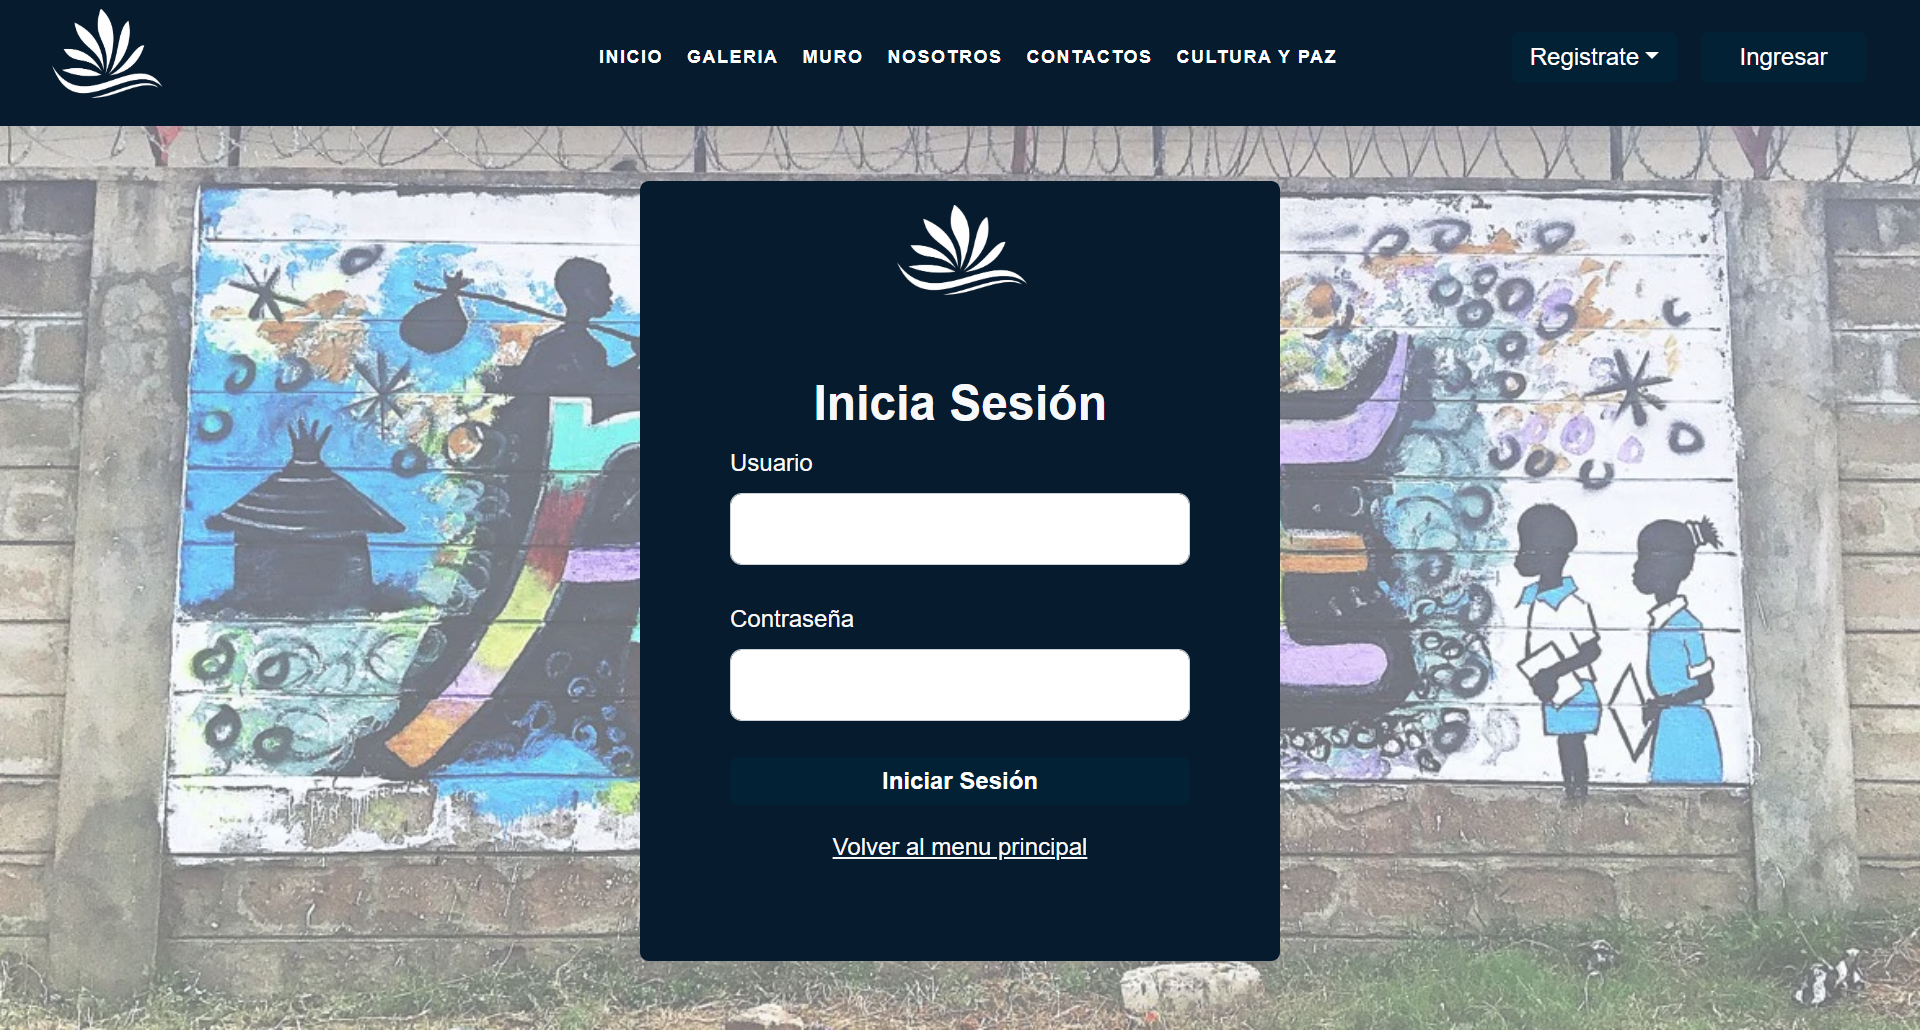 INICIO GALERIA MURO NOSOTROS CONTACTOS CULTURA Y PAZ Registrate Ingresar
Inicia Sesión
Usuario
Contraseña
Iniciar Sesión
Volver al menu principal